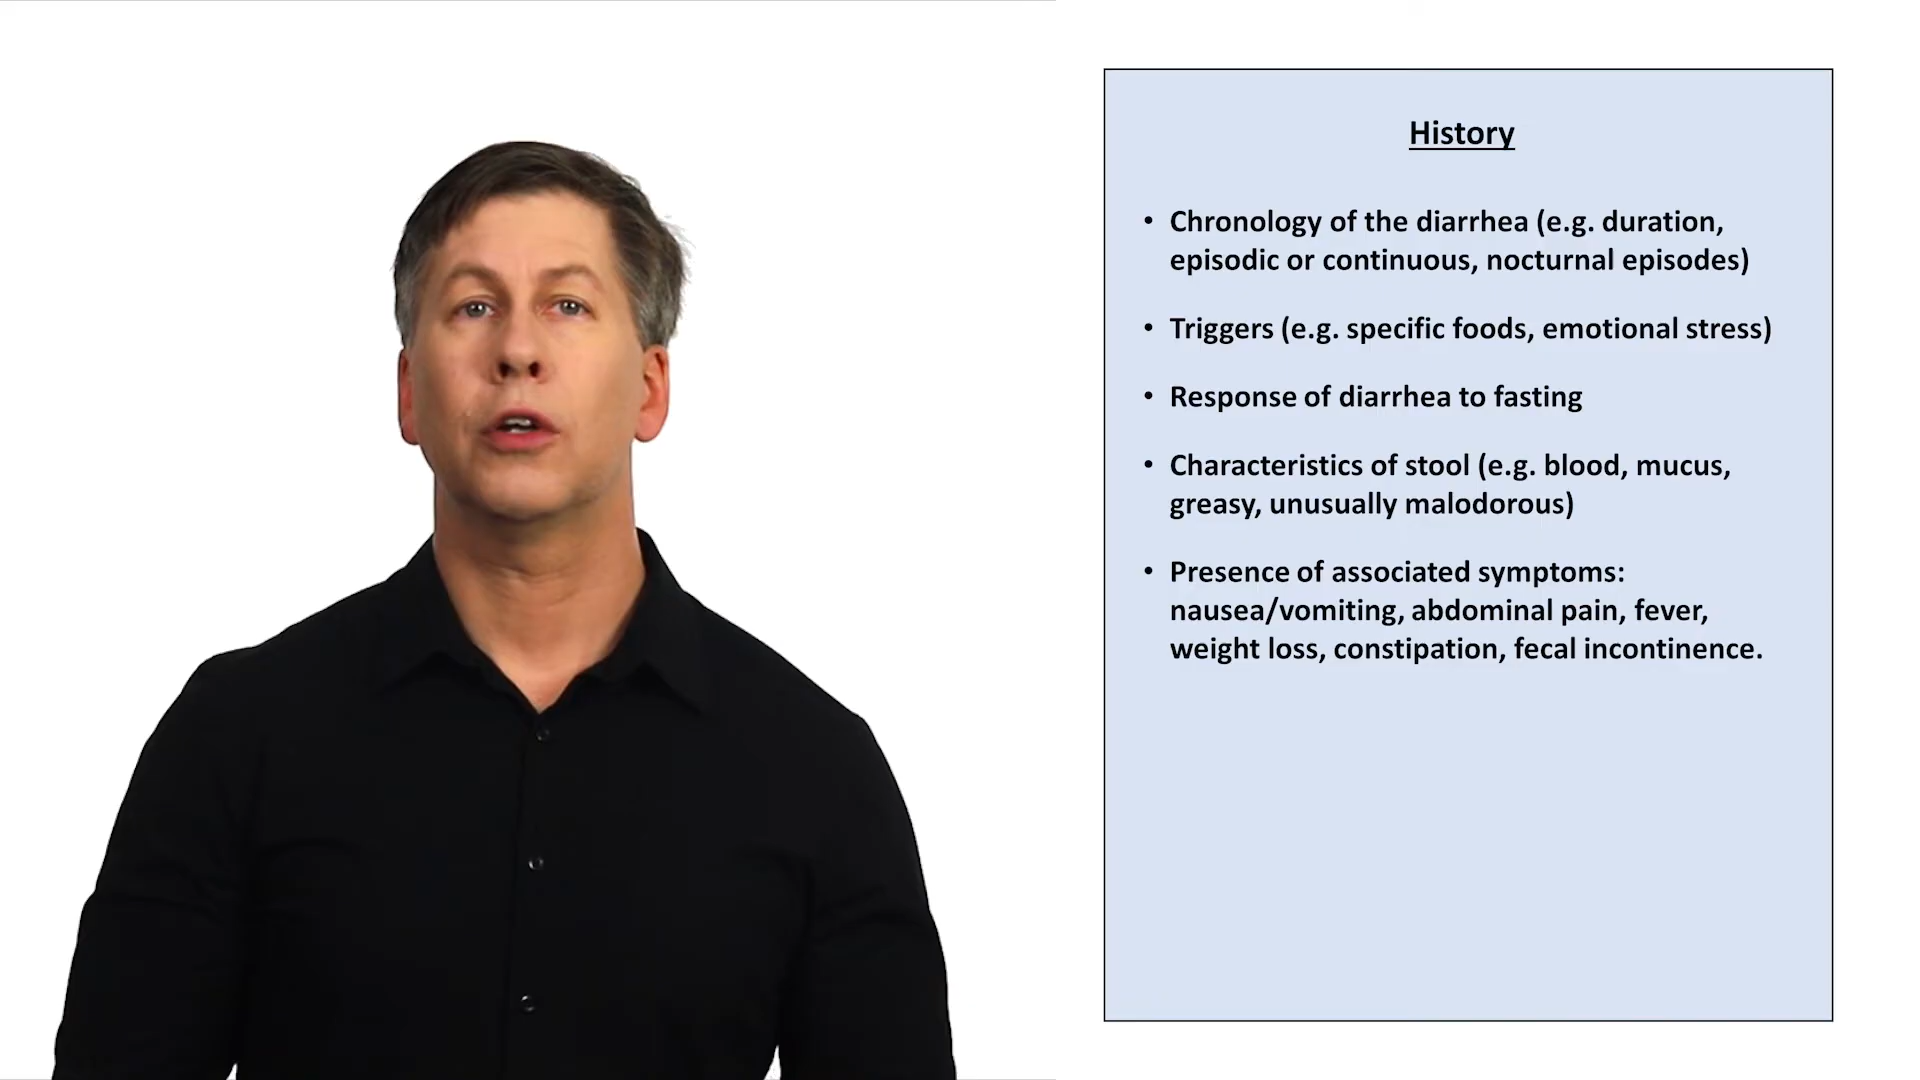 History
• Chronology of the diarrhea (e.g. duration,
episodic or continuous, nocturnal episodes)
• Triggers (e.g. specific foods, emotional stress)
• Response of diarrhea to fasting
• Characteristics of stool (e.g. blood, mucus,
greasy, unusually malodorous)
• Presence of associated symptoms:
nausea/vomiting, abdominal pain, fever,
weight loss, constipation, fecal incontinence.